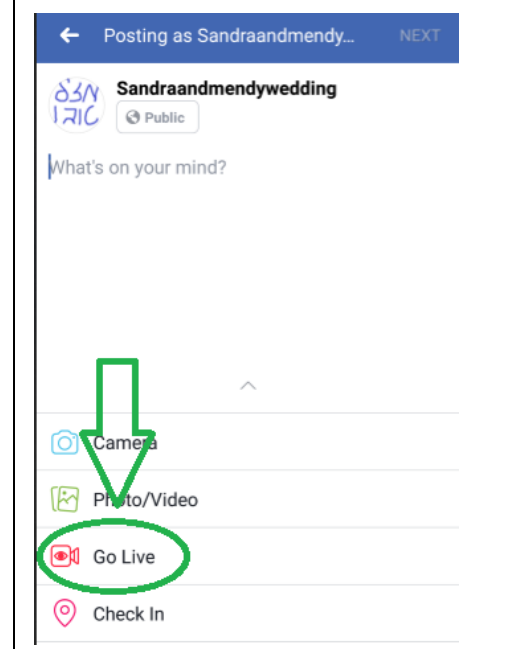 Posting as Sandraandmendy... NEXT
Sandraandmendywedding
Public
What's on your mind?
Camera
Photo/Video
Go Live
Check In